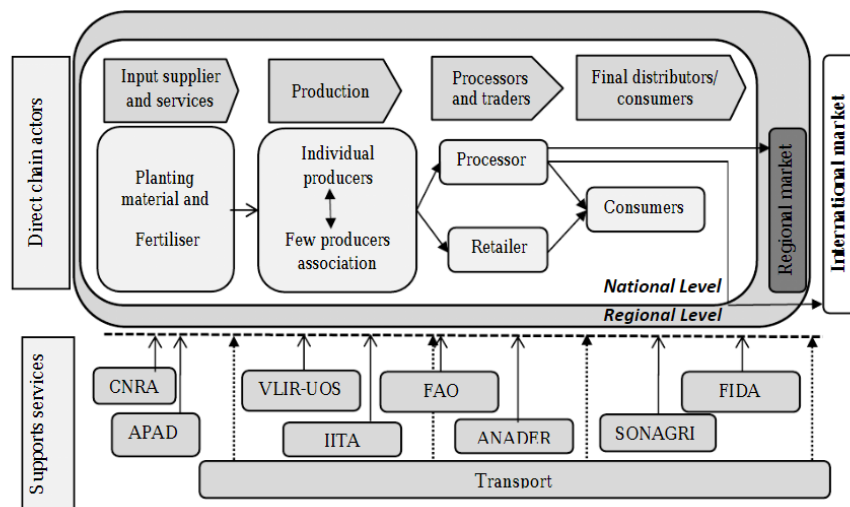 Direct chain actors
Input supplier
and services
Production
Processors
and traders
Final distributors/
consumers
Planting
material and
Fertiliser
Individual
producers
Few producers
association
Processor
Retailer
Consumers
Regional market
International market
National Level
Regional Level
Supports services
CNRA
APAD
VLIR-UOS
IITA
FAO
ANADER
SONAGRI
FIDA
Transport